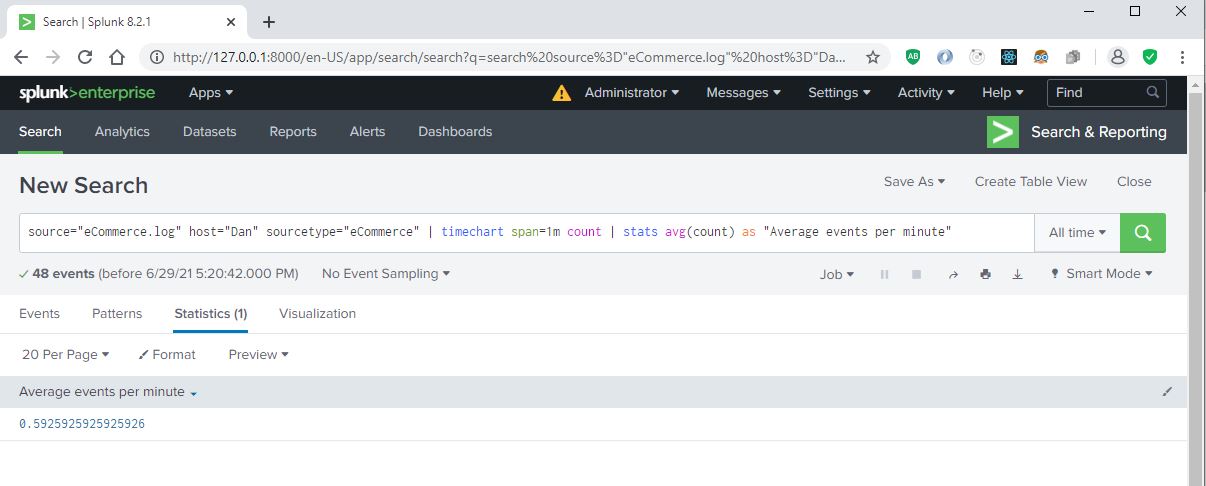 Search | Splunk 8.2.1
http://127.0.0.1:8000/en-US/app/search/search?q=search%20source%3D"eCommerce.log"%20host%3D"Da...
splunk>enterprise Apps Administrator Messages Settings Activity Help Find
Search Analytics Datasets Reports Alerts Dashboards Search & Reporting
New Search Save As Create Table View Close
source="eCommerce.log" host="Dan" sourcetype="eCommerce" | timechart span=1m count | stats avg(count) as "Average events per minute" All time
48 events (before 6/29/21 5:20:42.000 PM) No Event Sampling Job Smart Mode
Events Patterns Statistics (1) Visualization
20 Per Page Format Preview
Average events per minute
0.5925925925925926